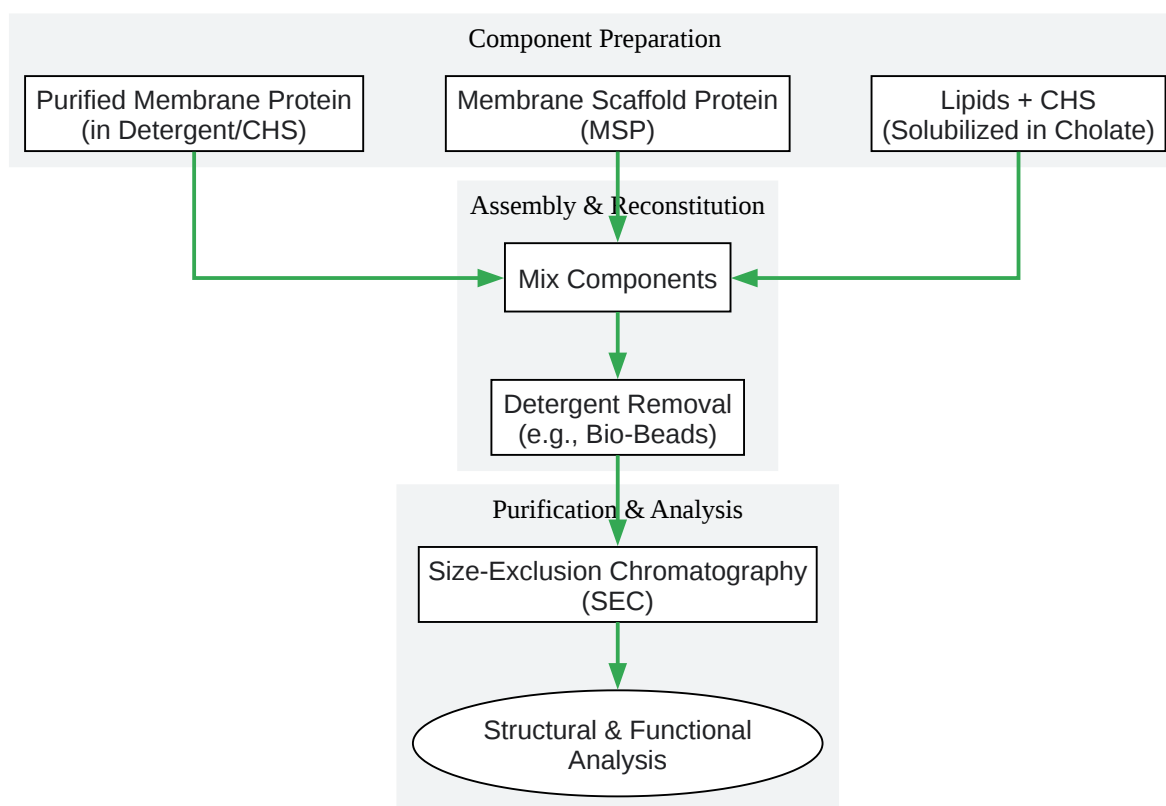 Component Preparation
Purified Membrane Protein
(in Detergent/CHS)
Membrane Scaffold Protein
(MSP)
Lipids + CHS
(Solubilized in Cholate)
Assembly & Reconstitution
Mix Components
Detergent Removal
(e.g., Bio-Beads)
Purification & Analysis
Size-Exclusion Chromatography
(SEC)
Structural & Functional
Analysis